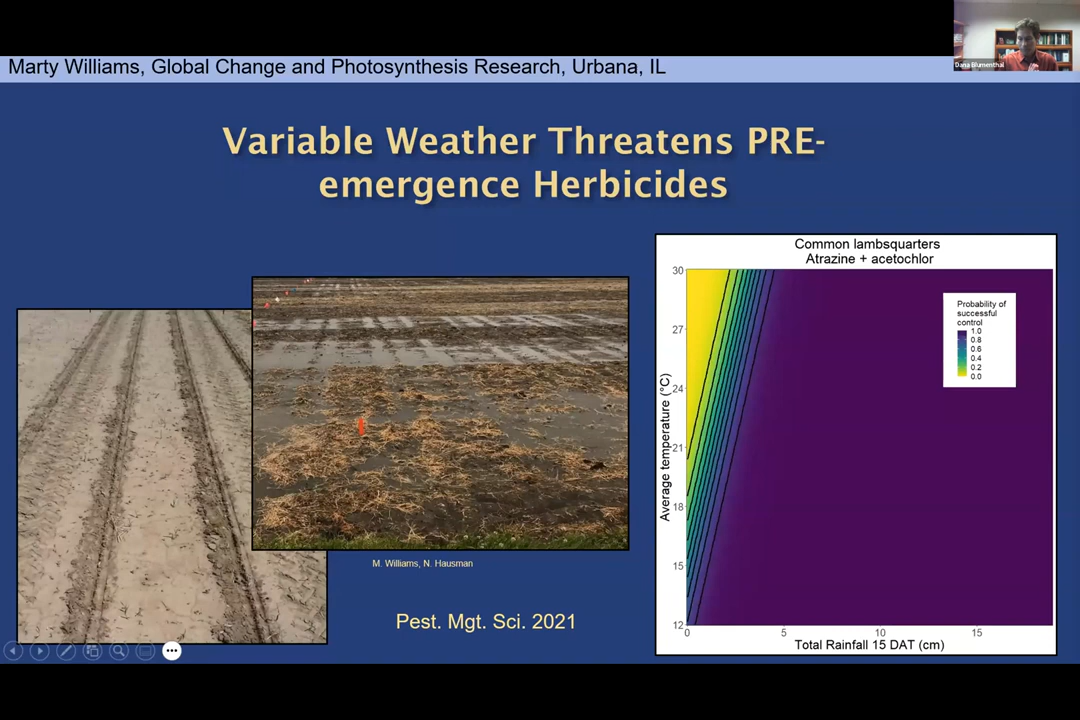 Dana Blumenthal
Marty Williams, Global Change and Photosynthesis Research, Urbana, IL
Variable Weather Threatens PRE-
emergence Herbicides
M. Williams, N. Hausman
Pest. Mgt. Sci. 2021
Common lambsquarters
Atrazine + acetochlor
Probability of
successful
control
1.0
0.8
0.6
0.4
0.2
0.0
Average temperature (°C)
30
27
24
21
18
15
12
0
5
10
15
Total Rainfall 15 DAT (cm)